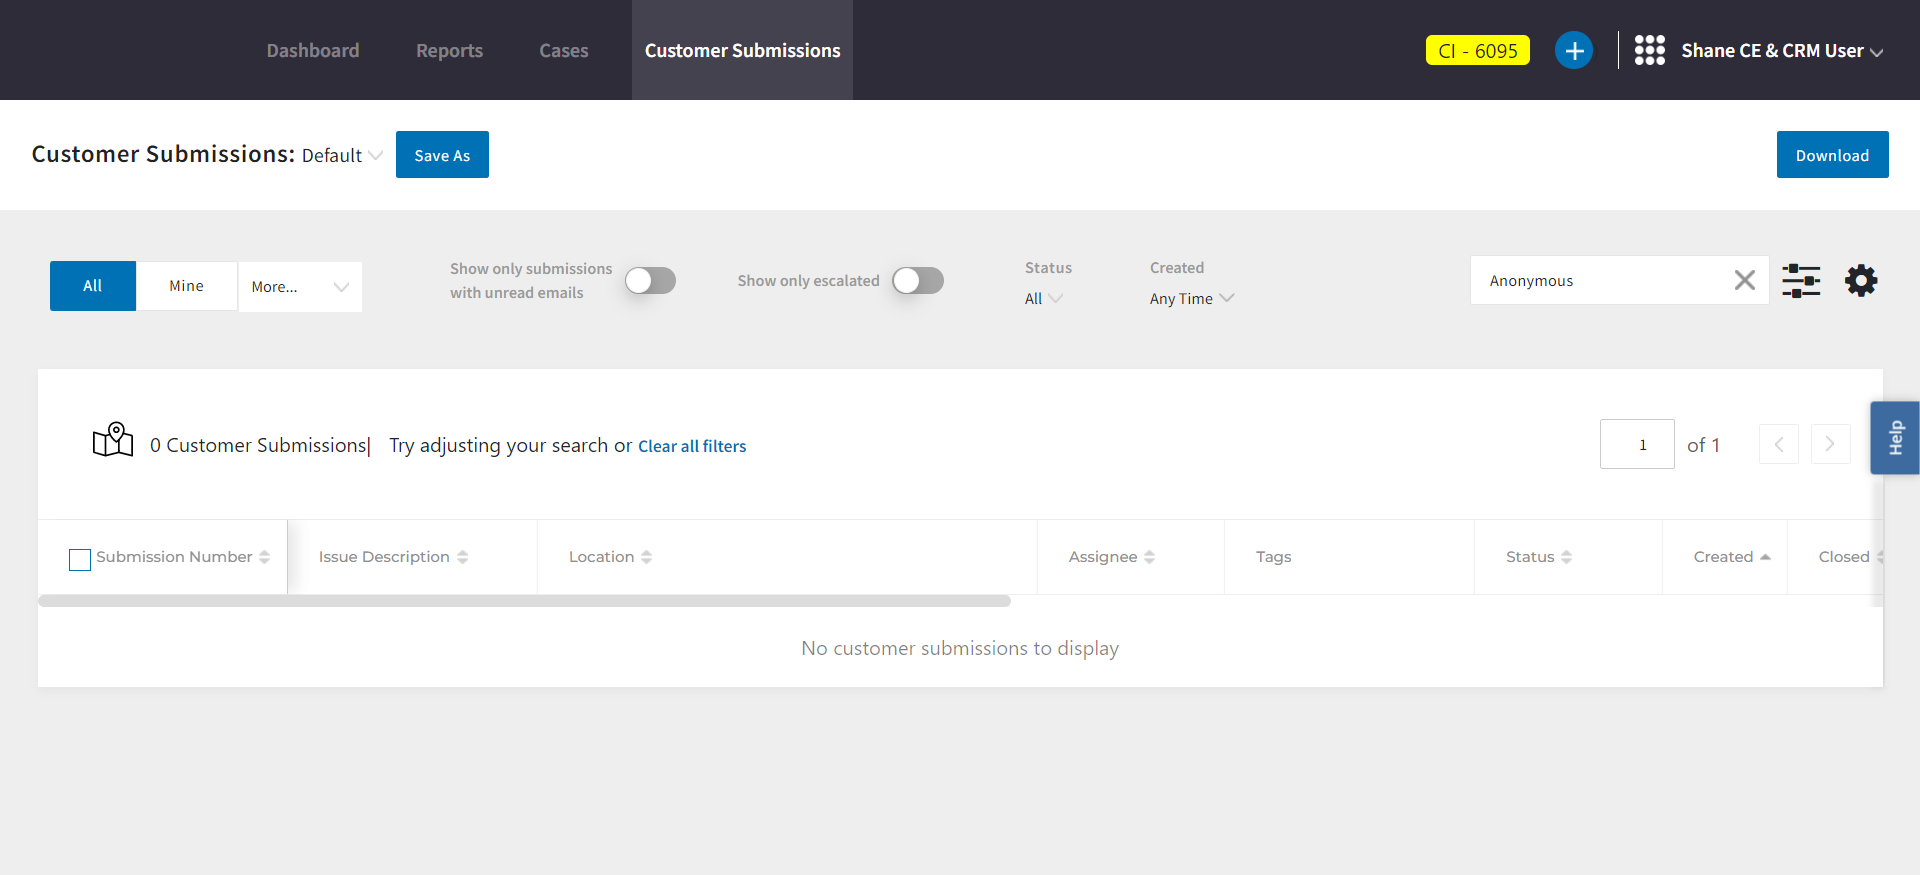 Dashboard Reports Cases Customer Submissions CI - 6095 Shane CE & CRM User
Customer Submissions: Default Save As Download
All Mine More...
Show only submissions
with unread emails
Show only escalated
Status
All
Created
Any Time
Anonymous
0 Customer Submissions| Try adjusting your search or Clear all filters
1 of 1
Help
Submission Number Issue Description Location Assignee Tags Status Created Closed
No customer submissions to display